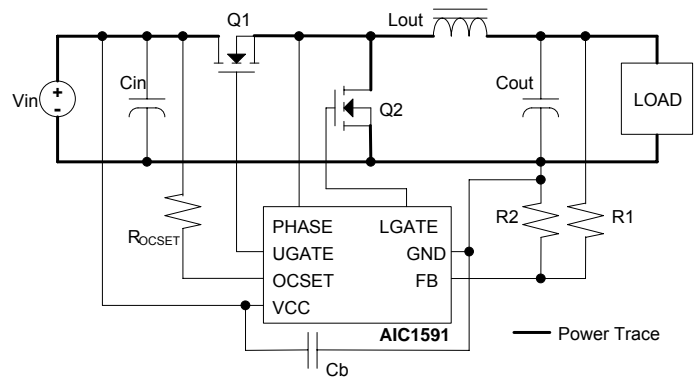 Q1
Lout
Vin
+
-
Cin
Q2
Cout
LOAD
ROCSET
PHASE
LGATE
UGATE
GND
OCSET
FB
VCC
R2
R1
AIC1591
Power Trace
Cb